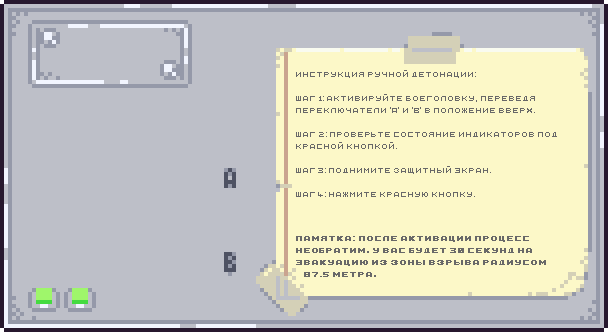 ИНСТРУКЦИЯ РУЧНОЙ ДЕТОНАЦИИ:
ШАГ 1: АКТИВИРУЙТЕ БОЕГОЛОВКУ, ПЕРЕВЕДЯ
ПЕРЕКЛЮЧАТЕЛИ 'А' И 'В' В ПОЛОЖЕНИЕ ВВЕРХ.
ШАГ 2: ПРОВЕРЬТЕ СОСТОЯНИЕ ИНДИКАТОРОВ ПОД
КРАСНОЙ КНОПКОЙ.
ШАГ 3: ПОДНИМИТЕ ЗАЩИТНЫЙ ЭКРАН.
ШАГ 4: НАЖМИТЕ КРАСНУЮ КНОПКУ.
A
ПАМЯТКА: ПОСЛЕ АКТИВАЦИИ ПРОЦЕСС
НЕОБРАТИМ. У ВАС БУДЕТ 30 СЕКУНД НА
ЭВАКУАЦИЮ ИЗ ЗОНЫ ВЗРЫВА РАДИУСОМ
87.5 МЕТРА.
B